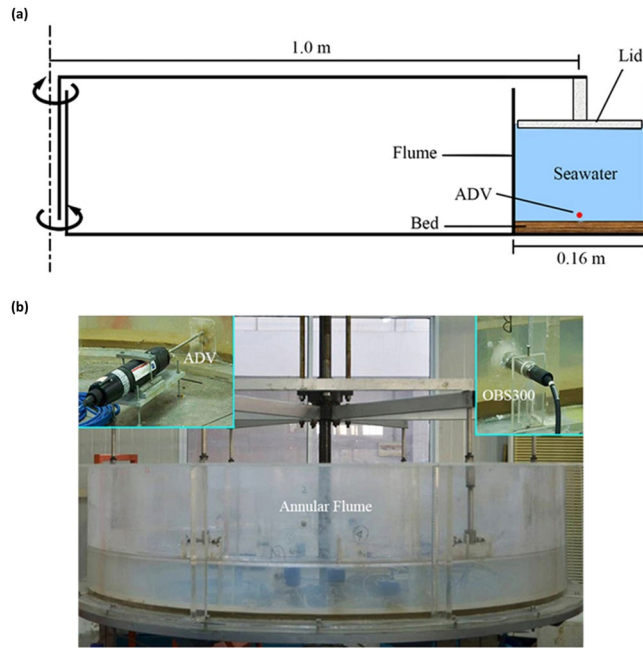 (a)
1.0 m
Lid
Flume
Seawater
ADV
Bed
0.16 m
(b)
ADV
OBS300
Annular Flume